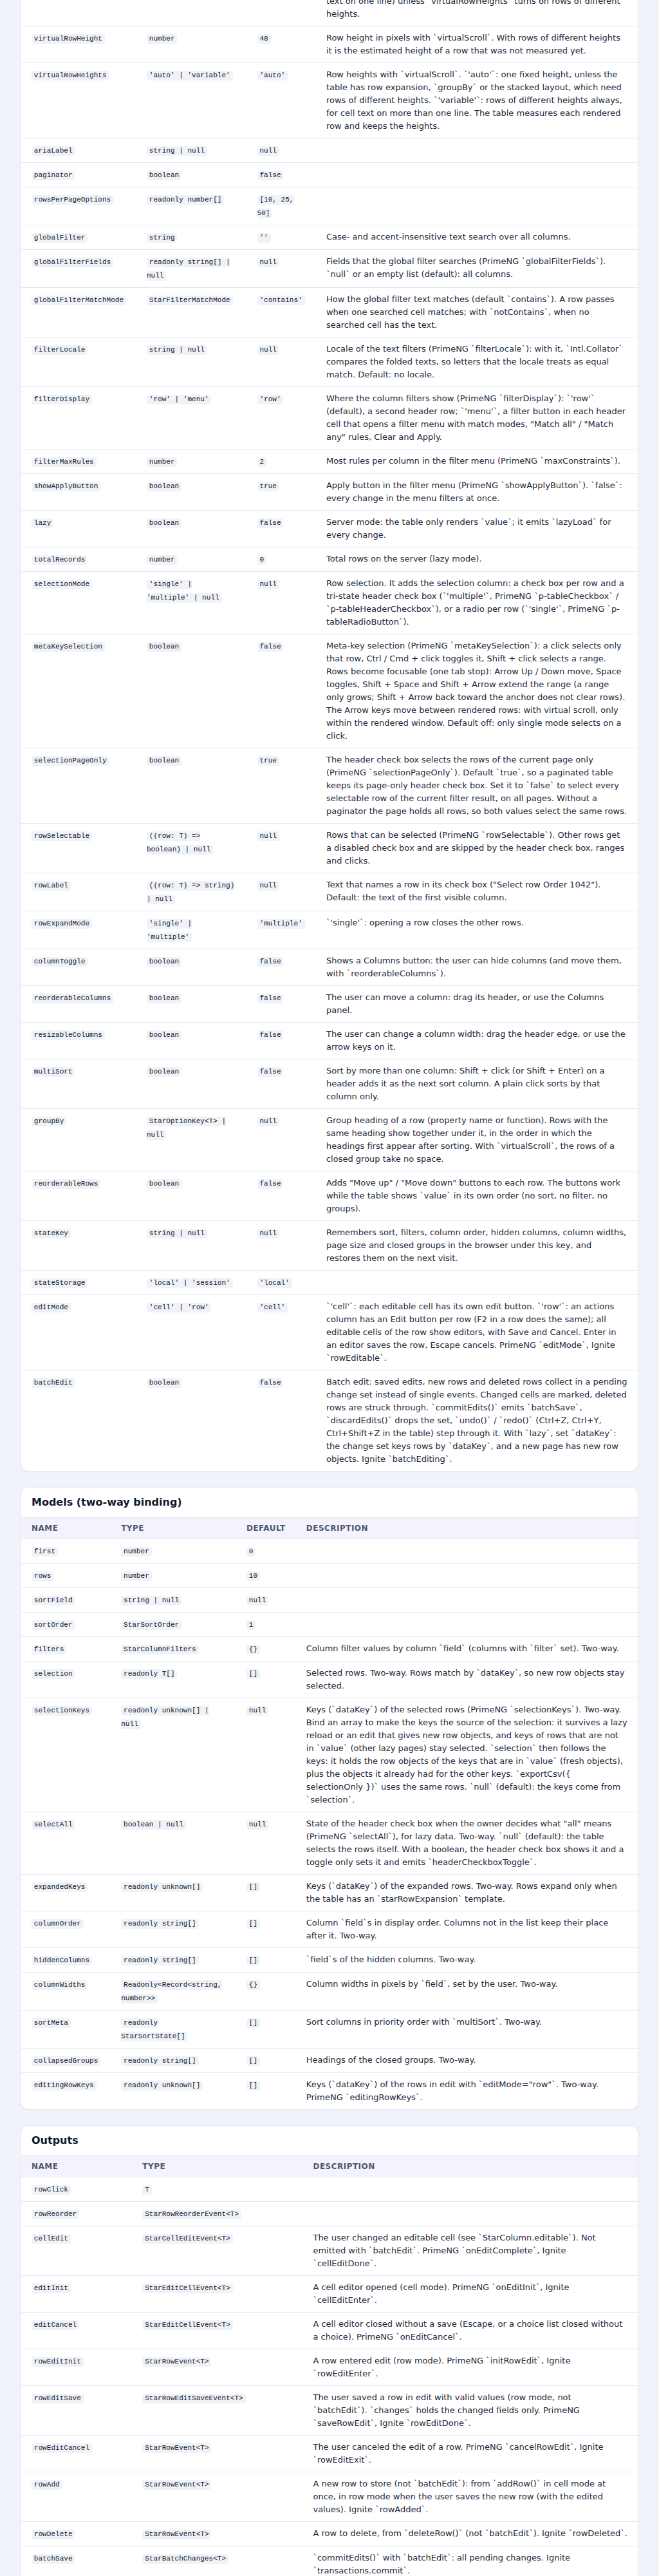 text on one line) unless `virtualRowHeights` turns on rows of different
heights.
virtualRowHeight number 48 Row height in pixels with `virtualScroll`. With rows of different heights
it is the estimated height of a row that was not measured yet.
virtualRowHeights 'auto' | 'variable' 'auto' Row heights with `virtualScroll`. `'auto'`: one fixed height, unless the
table has row expansion, `groupBy` or the stacked layout, which need
rows of different heights. `'variable'`: rows of different heights always,
for cell text on more than one line. The table measures each rendered
row and keeps the heights.
ariaLabel string | null null
paginator boolean false
rowsPerPageOptions readonly number[] [10, 25,
50]
globalFilter string '' Case- and accent-insensitive text search over all columns.
globalFilterFields readonly string[] | null Fields that the global filter searches (PrimeNG `globalFilterFields`).
null `null` or an empty list (default): all columns.
globalFilterMatchMode StarFilterMatchMode 'contains' How the global filter text matches (default `contains`). A row passes
when one searched cell matches; with `notContains`, when no
searched cell has the text.
filterLocale string | null null Locale of the text filters (PrimeNG `filterLocale`): with it, `Intl.Collator`
compares the folded texts, so letters that the locale treats as equal
match. Default: no locale.
filterDisplay 'row' | 'menu' 'row' Where the column filters show (PrimeNG `filterDisplay`): `'row'`
(default), a second header row; `'menu'`, a filter button in each header
cell that opens a filter menu with match modes, "Match all" / "Match
any" rules, Clear and Apply.
filterMaxRules number 2 Most rules per column in the filter menu (PrimeNG `maxConstraints`).
showApplyButton boolean true Apply button in the filter menu (PrimeNG `showApplyButton`). `false`:
every change in the menu filters at once.
lazy boolean false Server mode: the table only renders `value`; it emits `lazyLoad` for
every change.
totalRecords number 0 Total rows on the server (lazy mode).
selectionMode 'single' | null Row selection. It adds the selection column: a check box per row and a
'multiple' | null tri-state header check box (`'multiple'`, PrimeNG `p-tableCheckbox` /
`p-tableHeaderCheckbox`), or a radio per row (`'single'`, PrimeNG `p-
tableRadioButton`).
metaKeySelection boolean false Meta-key selection (PrimeNG `metaKeySelection`): a click selects only
that row, Ctrl / Cmd + click toggles it, Shift + click selects a range.
Rows become focusable (one tab stop): Arrow Up / Down move, Space
toggles, Shift + Space and Shift + Arrow extend the range (a range
only grows; Shift + Arrow back toward the anchor does not clear rows).
The Arrow keys move between rendered rows: with virtual scroll, only
within the rendered window. Default off: only single mode selects on a
click.
selectionPageOnly boolean true The header check box selects the rows of the current page only
(PrimeNG `selectionPageOnly`). Default `true`, so a paginated table
keeps its page-only header check box. Set it to `false` to select every
selectable row of the current filter result, on all pages. Without a
paginator the page holds all rows, so both values select the same rows.
rowSelectable ((row: T) => null Rows that can be selected (PrimeNG `rowSelectable`). Other rows get
boolean) | null a disabled check box and are skipped by the header check box, ranges
and clicks.
rowLabel ((row: T) => string) null Text that names a row in its check box ("Select row Order 1042").
| null Default: the text of the first visible column.
rowExpandMode 'single' | 'multiple' `'single'`: opening a row closes the other rows.
'multiple'
columnToggle boolean false Shows a Columns button: the user can hide columns (and move them,
with `reorderableColumns`).
reorderableColumns boolean false The user can move a column: drag its header, or use the Columns
panel.
resizableColumns boolean false The user can change a column width: drag the header edge, or use the
arrow keys on it.
multiSort boolean false Sort by more than one column: Shift + click (or Shift + Enter) on a
header adds it as the next sort column. A plain click sorts by that
column only.
groupBy StarOptionKey<T> | null Group heading of a row (property name or function). Rows with the
null same heading show together under it, in the order in which the
headings first appear after sorting. With `virtualScroll`, the rows of a
closed group take no space.
reorderableRows boolean false Adds "Move up" / "Move down" buttons to each row. The buttons work
while the table shows `value` in its own order (no sort, no filter, no
groups).
stateKey string | null null Remembers sort, filters, column order, hidden columns, column widths,
page size and closed groups in the browser under this key, and
restores them on the next visit.
stateStorage 'local' | 'session' 'local'
editMode 'cell' | 'row' 'cell' `'cell'`: each editable cell has its own edit button. `'row'`: an actions
column has an Edit button per row (F2 in a row does the same); all
editable cells of the row show editors, with Save and Cancel. Enter in
an editor saves the row, Escape cancels. PrimeNG `editMode`, Ignite
`rowEditable`.
batchEdit boolean false Batch edit: saved edits, new rows and deleted rows collect in a pending
change set instead of single events. Changed cells are marked, deleted
rows are struck through. `commitEdits()` emits `batchSave`,
`discardEdits()` drops the set, `undo()` / `redo()` (Ctrl+Z, Ctrl+Y,
Ctrl+Shift+Z in the table) step through it. With `lazy`, set `dataKey`:
the change set keys rows by `dataKey`, and a new page has new row
objects. Ignite `batchEditing`.
Models (two-way binding)
NAME TYPE DEFAULT DESCRIPTION
first number 0
rows number 10
sortField string | null null
sortOrder StarSortOrder 1
filters StarColumnFilters {} Column filter values by column `field` (columns with `filter` set). Two-way.
selection readonly T[] [] Selected rows. Two-way. Rows match by `dataKey`, so new row objects stay
selected.
selectionKeys readonly unknown[] | null Keys (`dataKey`) of the selected rows (PrimeNG `selectionKeys`). Two-way.
null Bind an array to make the keys the source of the selection: it survives a lazy
reload or an edit that gives new row objects, and keys of rows that are not
in `value` (other lazy pages) stay selected. `selection` then follows the
keys: it holds the row objects of the keys that are in `value` (fresh objects),
plus the objects it already had for the other keys. `exportCsv({
selectionOnly })` uses the same rows. `null` (default): the keys come from
`selection`.
selectAll boolean | null null State of the header check box when the owner decides what "all" means
(PrimeNG `selectAll`), for lazy data. Two-way. `null` (default): the table
selects the rows itself. With a boolean, the header check box shows it and a
toggle only sets it and emits `headerCheckboxToggle`.
expandedKeys readonly unknown[] [] Keys (`dataKey`) of the expanded rows. Two-way. Rows expand only when
the table has an `starRowExpansion` template.
columnOrder readonly string[] [] Column `field`s in display order. Columns not in the list keep their place
after it. Two-way.
hiddenColumns readonly string[] [] `field`s of the hidden columns. Two-way.
columnWidths Readonly<Record<string, {} Column widths in pixels by `field`, set by the user. Two-way.
number>>
sortMeta readonly [] Sort columns in priority order with `multiSort`. Two-way.
StarSortState[]
collapsedGroups readonly string[] [] Headings of the closed groups. Two-way.
editingRowKeys readonly unknown[] [] Keys (`dataKey`) of the rows in edit with `editMode="row"`. Two-way.
PrimeNG `editingRowKeys`.
Outputs
NAME TYPE DESCRIPTION
rowClick T
rowReorder StarRowReorderEvent<T>
cellEdit StarCellEditEvent<T> The user changed an editable cell (see `StarColumn.editable`). Not
emitted with `batchEdit`. PrimeNG `onEditComplete`, Ignite
`cellEditDone`.
editInit StarEditCellEvent<T> A cell editor opened (cell mode). PrimeNG `onEditInit`, Ignite
`cellEditEnter`.
editCancel StarEditCellEvent<T> A cell editor closed without a save (Escape, or a choice list closed without
a choice). PrimeNG `onEditCancel`.
rowEditInit StarRowEvent<T> A row entered edit (row mode). PrimeNG `initRowEdit`, Ignite
`rowEditEnter`.
rowEditSave StarRowEditSaveEvent<T> The user saved a row in edit with valid values (row mode, not
`batchEdit`). `changes` holds the changed fields only. PrimeNG
`saveRowEdit`, Ignite `rowEditDone`.
rowEditCancel StarRowEvent<T> The user canceled the edit of a row. PrimeNG `cancelRowEdit`, Ignite
`rowEditExit`.
rowAdd StarRowEvent<T> A new row to store (not `batchEdit`): from `addRow()` in cell mode at
once, in row mode when the user saves the new row (with the edited
values). Ignite `rowAdded`.
rowDelete StarRowEvent<T> A row to delete, from `deleteRow()` (not `batchEdit`). Ignite `rowDeleted`.
batchSave StarBatchChanges<T> `commitEdits()` with `batchEdit`: all pending changes. Ignite
`transactions.commit`.